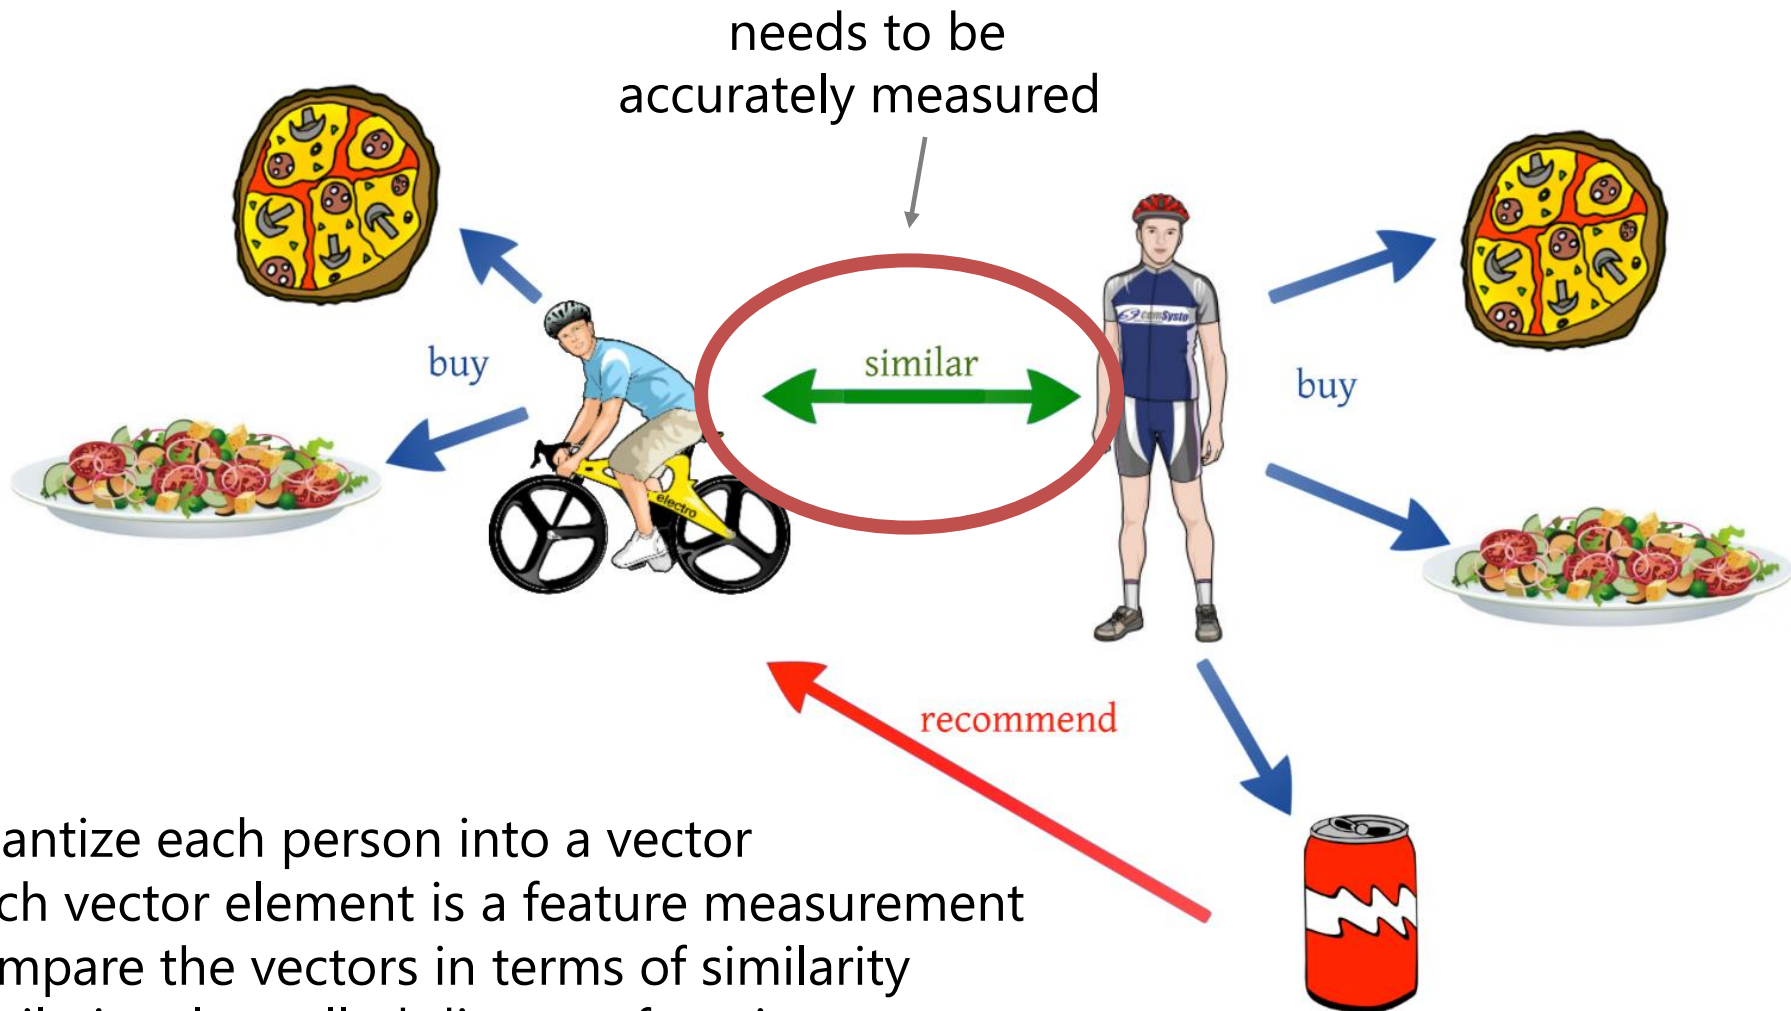 needs to be
accurately measured
similar
buy
buy
electro
recommend
antize each person into a vector
ch vector element is a feature measurement
mpare the vectors in terms of similarity